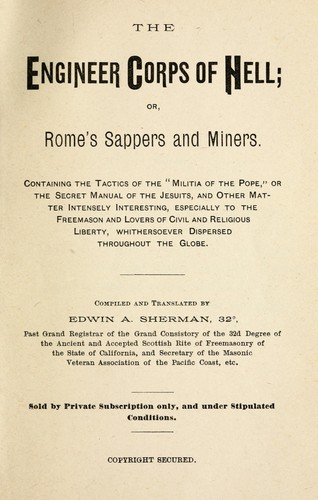 THE
ENGINEER CORPS OF HELL;
OR,
Rome's Sappers and Miners.
CONTAINING THE TACTICS OF THE "MILITIA OF THE POPE," OR
THE SECRET MANUAL OF THE JESUITS, AND OTHER MAT-
TER INTENSELY INTERESTING, ESPECIALLY TO THE
FREEMASON AND LOVERS OF CIVIL AND RELIGIOUS
LIBERTY, WHITHERSOEVER DISPERSED
THROUGHOUT THE GLOBE.
COMPILED AND TRANSLATED BY
EDWIN A. SHERMAN, 32°,
Past Grand Registrar of the Grand Consistory of the 32d Degree of
the Ancient and Accepted Scottish Rite of Freemasonry of
the State of California, and Secretary of the Masonic
Veteran Association of the Pacific Coast, etc.
Sold by Private Subscription only, and under Stipulated
Conditions.
COPYRIGHT SECURED.